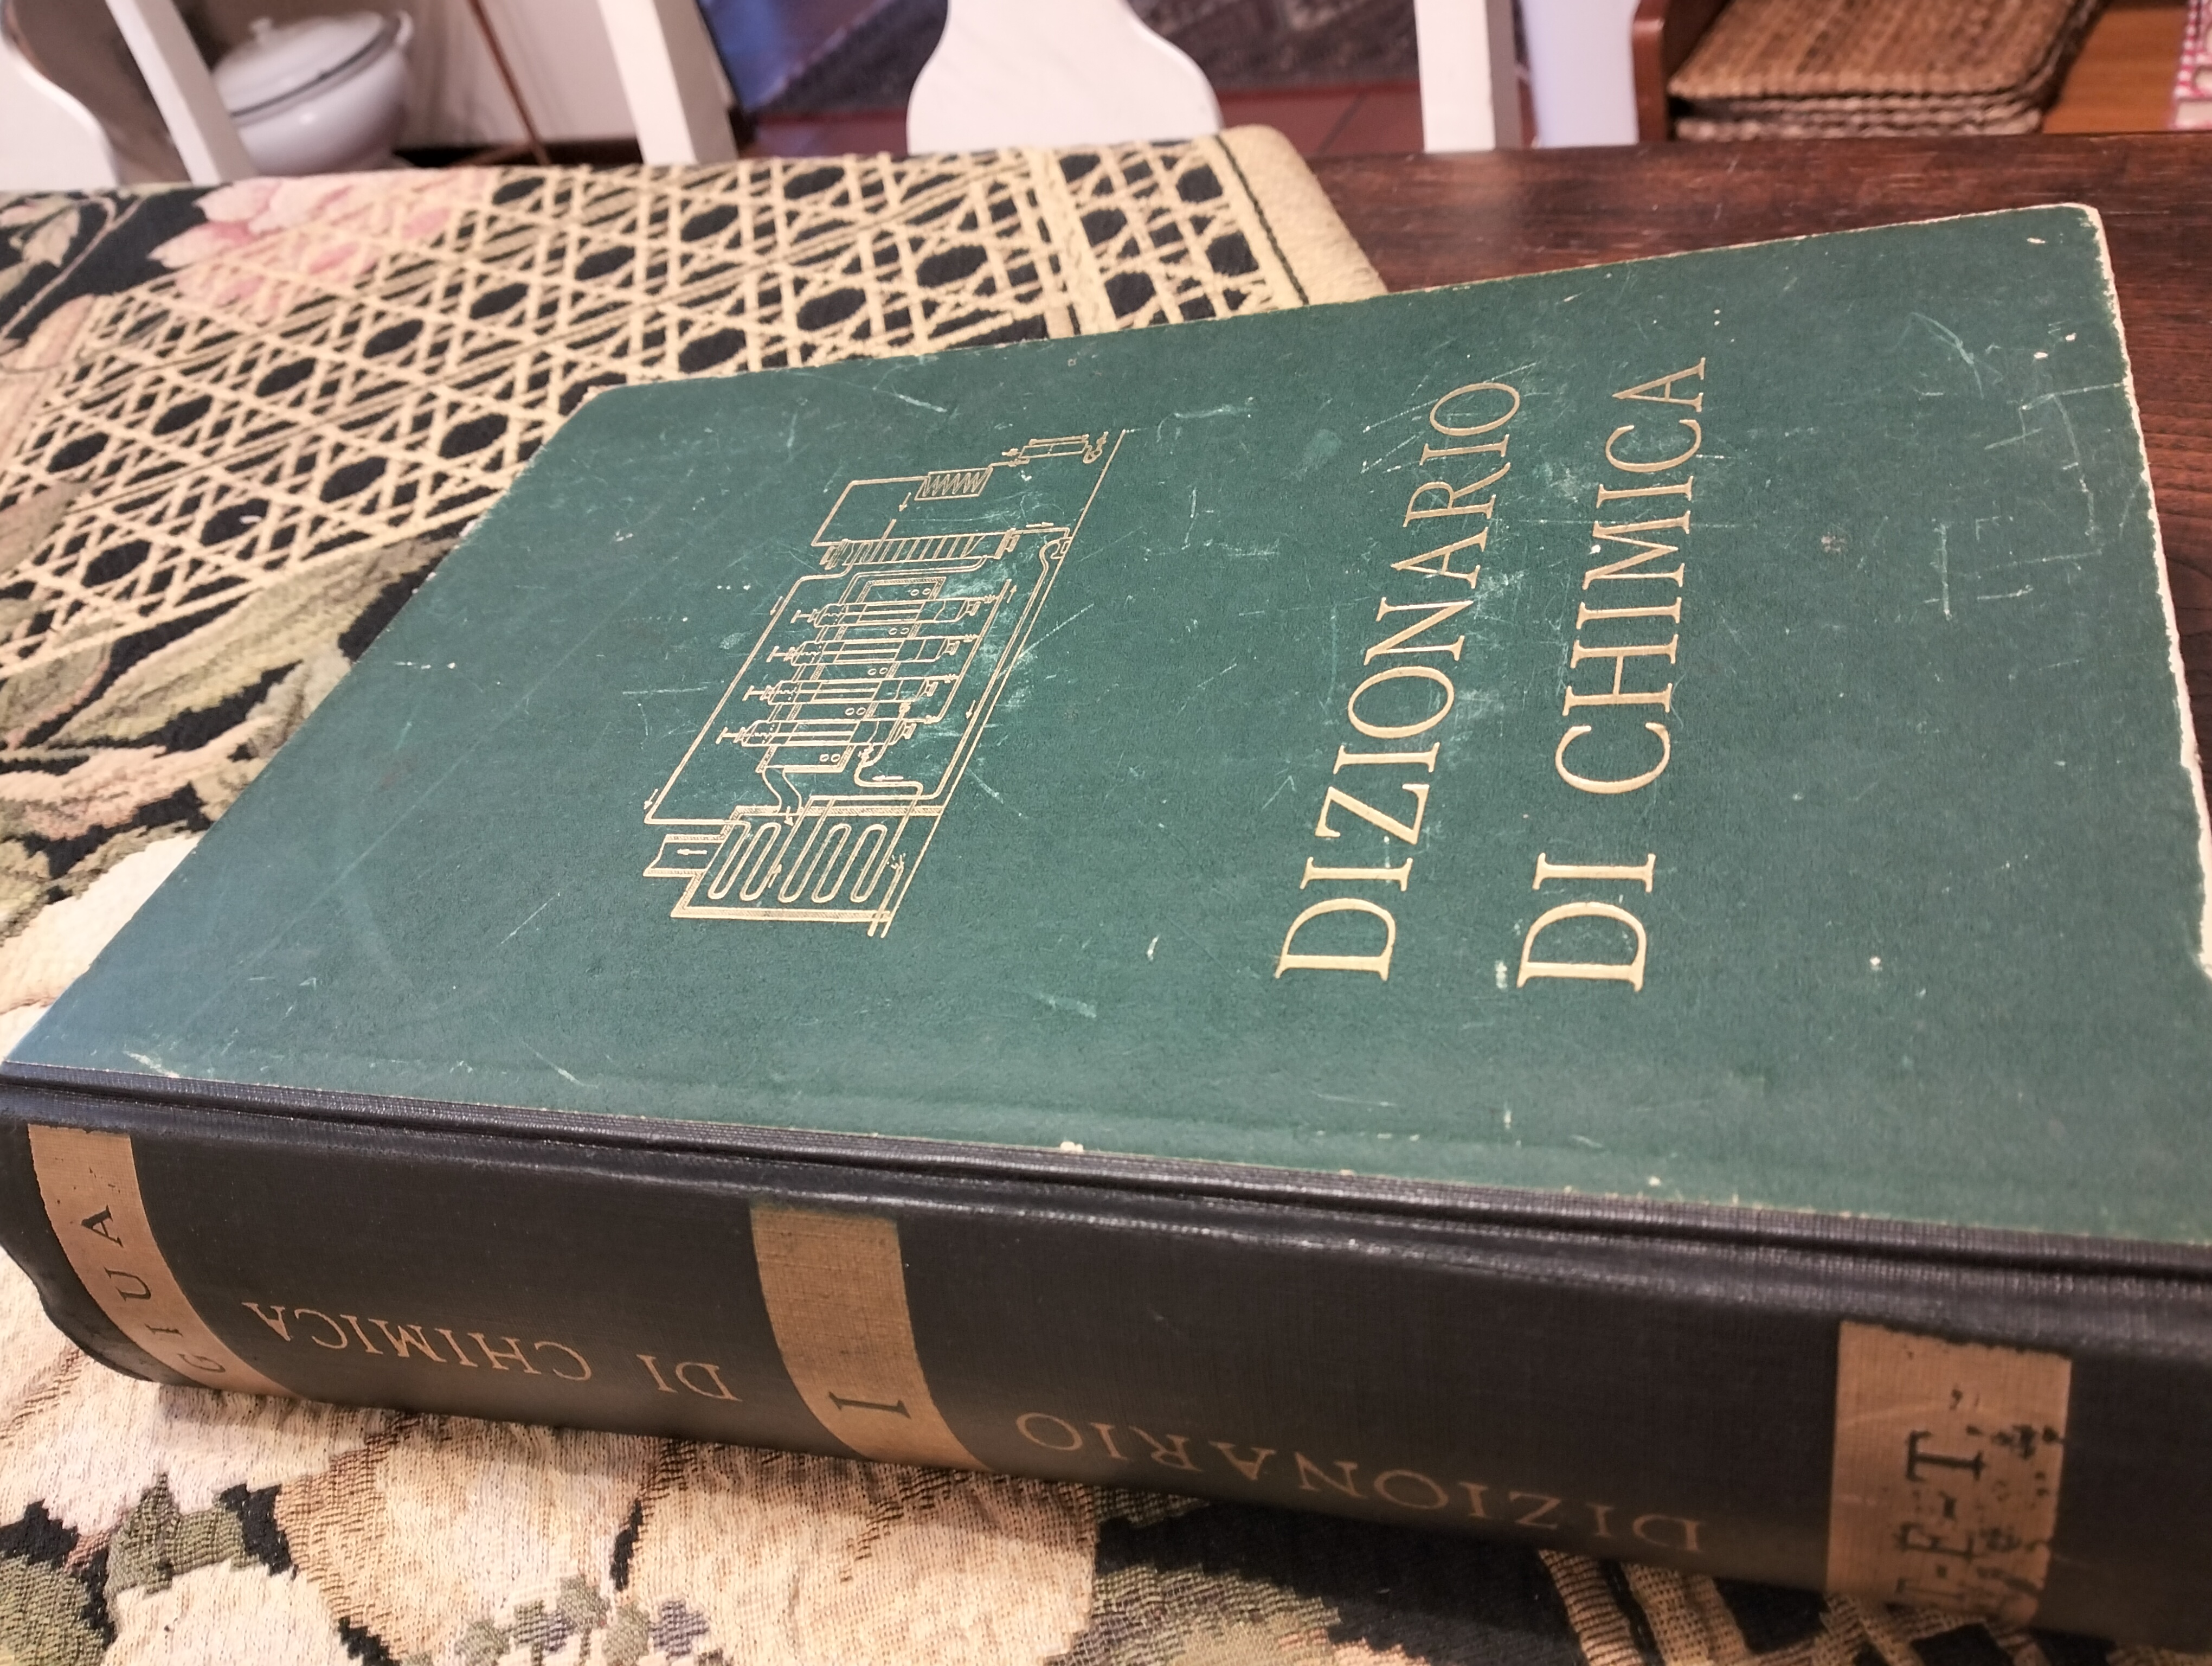 DIZIONARIO
DI CHIMICA
GIUA
DI CHIMICA
I
DIZIONARIO
U-T-E-T